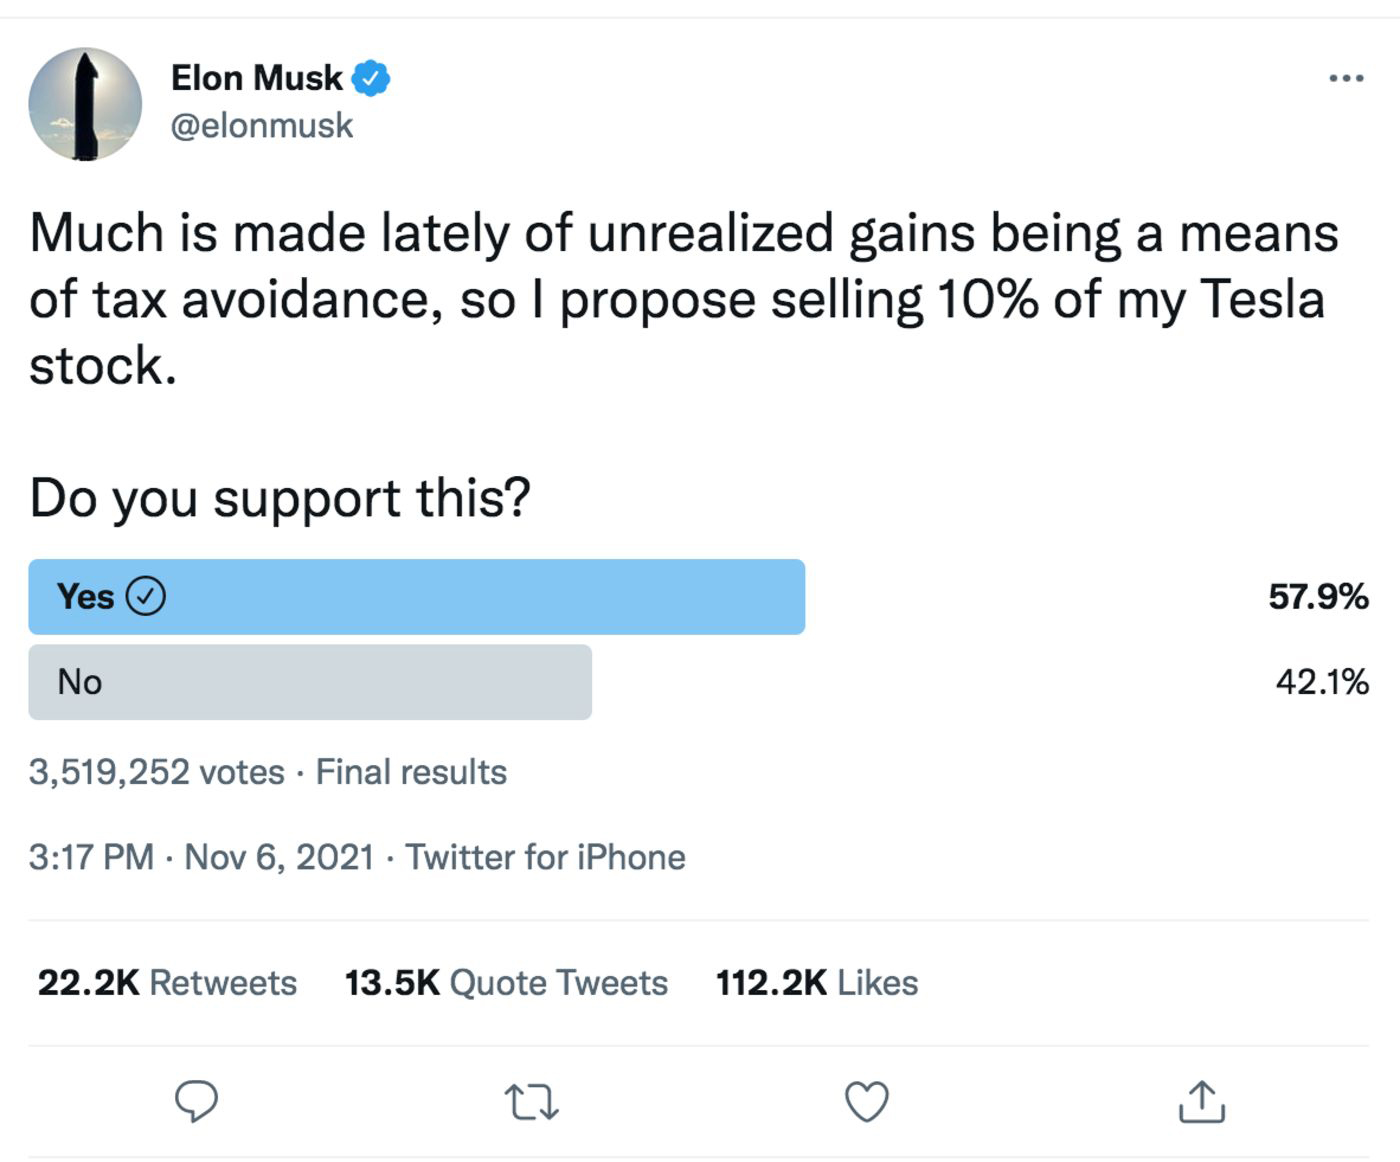 Elon Musk
@elonmusk
Much is made lately of unrealized gains being a means
of tax avoidance, so I propose selling 10% of my Tesla
stock.
Do you support this?
Yes 57.9%
No 42.1%
3,519,252 votes · Final results
3:17 PM · Nov 6, 2021 · Twitter for iPhone
22.2K Retweets 13.5K Quote Tweets 112.2K Likes